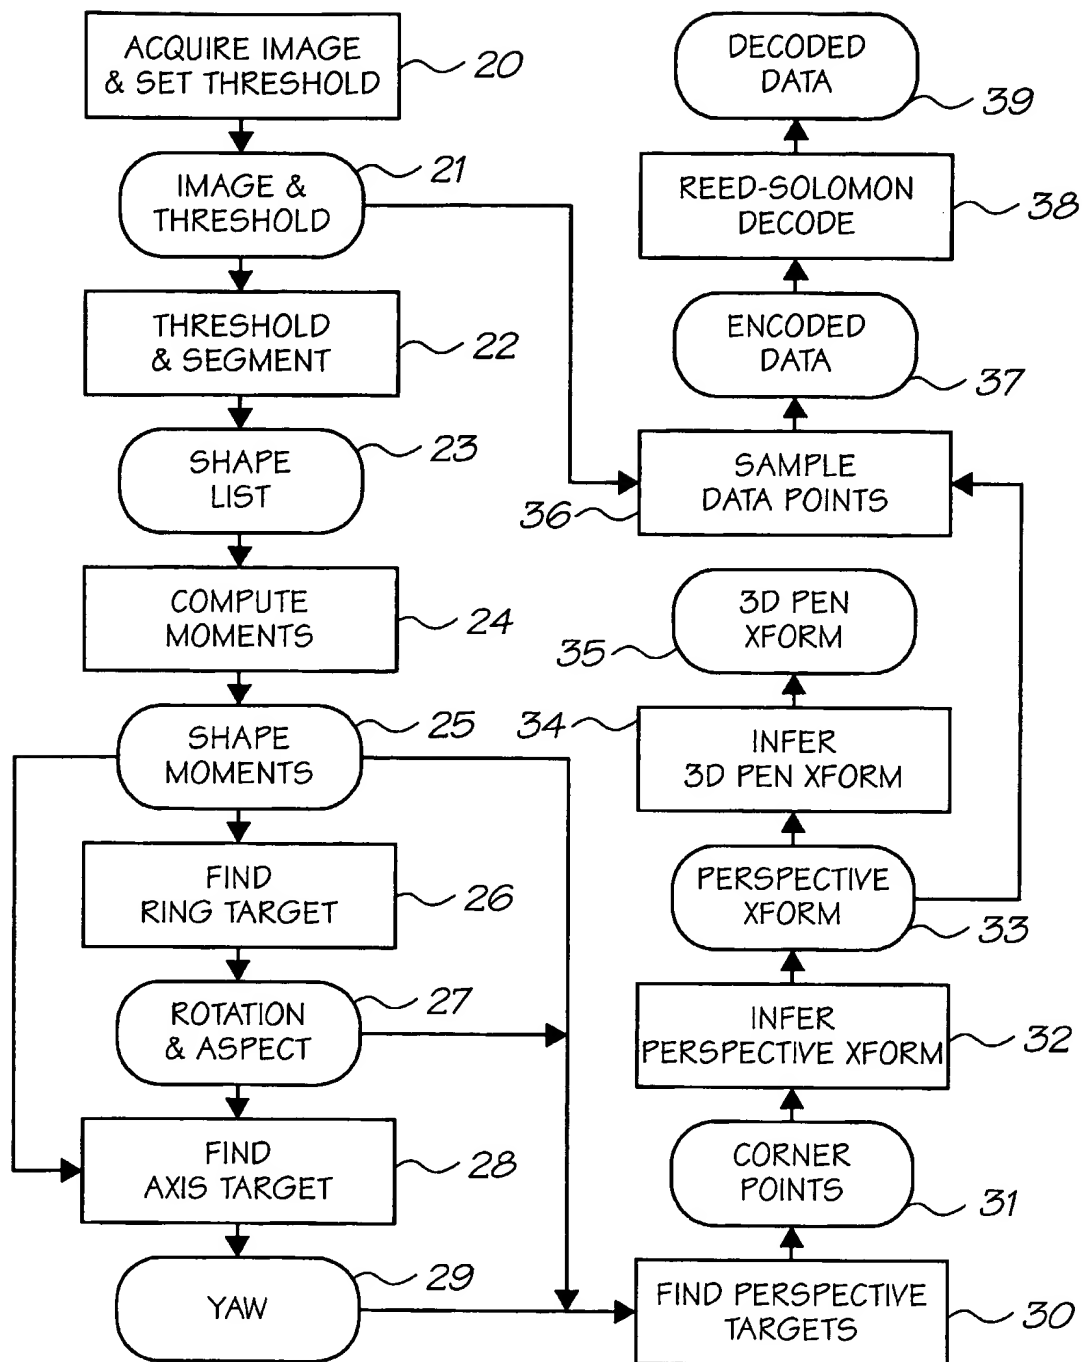 ACQUIRE IMAGE
& SET THRESHOLD
20
IMAGE &
THRESHOLD
21
THRESHOLD
& SEGMENT
22
SHAPE
LIST
23
COMPUTE
MOMENTS
24
SHAPE
MOMENTS
25
FIND
RING TARGET
26
ROTATION
& ASPECT
27
FIND
AXIS TARGET
28
YAW
29
DECODED
DATA
39
REED-SOLOMON
DECODE
38
ENCODED
DATA
37
SAMPLE
DATA POINTS
36
3D PEN
XFORM
35
34
INFER
3D PEN XFORM
PERSPECTIVE
XFORM
33
INFER
PERSPECTIVE XFORM
32
CORNER
POINTS
31
FIND PERSPECTIVE
TARGETS
30